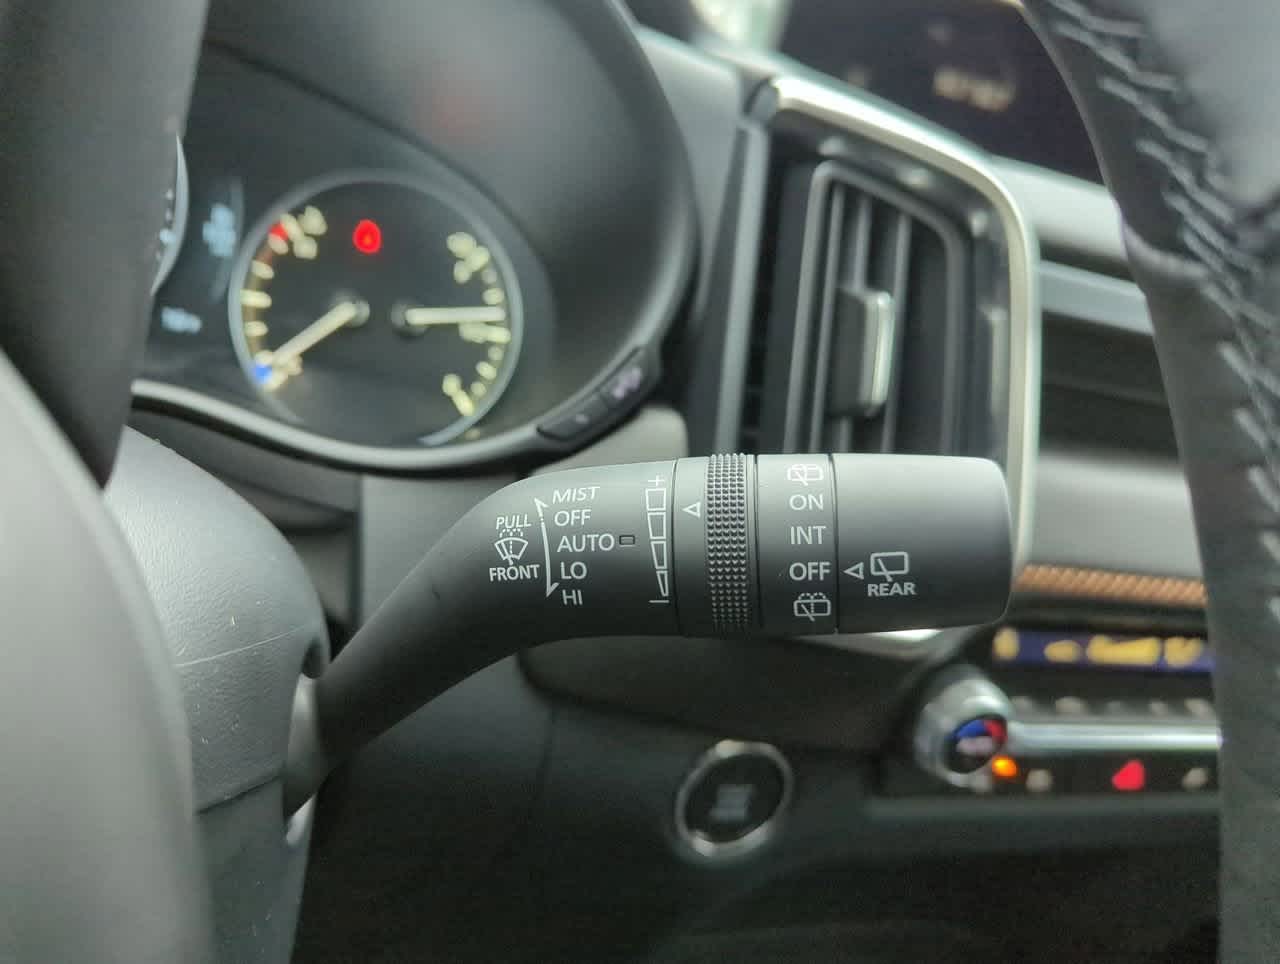 MIST
PULL
OFF
AUTO
FRONT
LO
HI
ON
INT
OFF
REAR